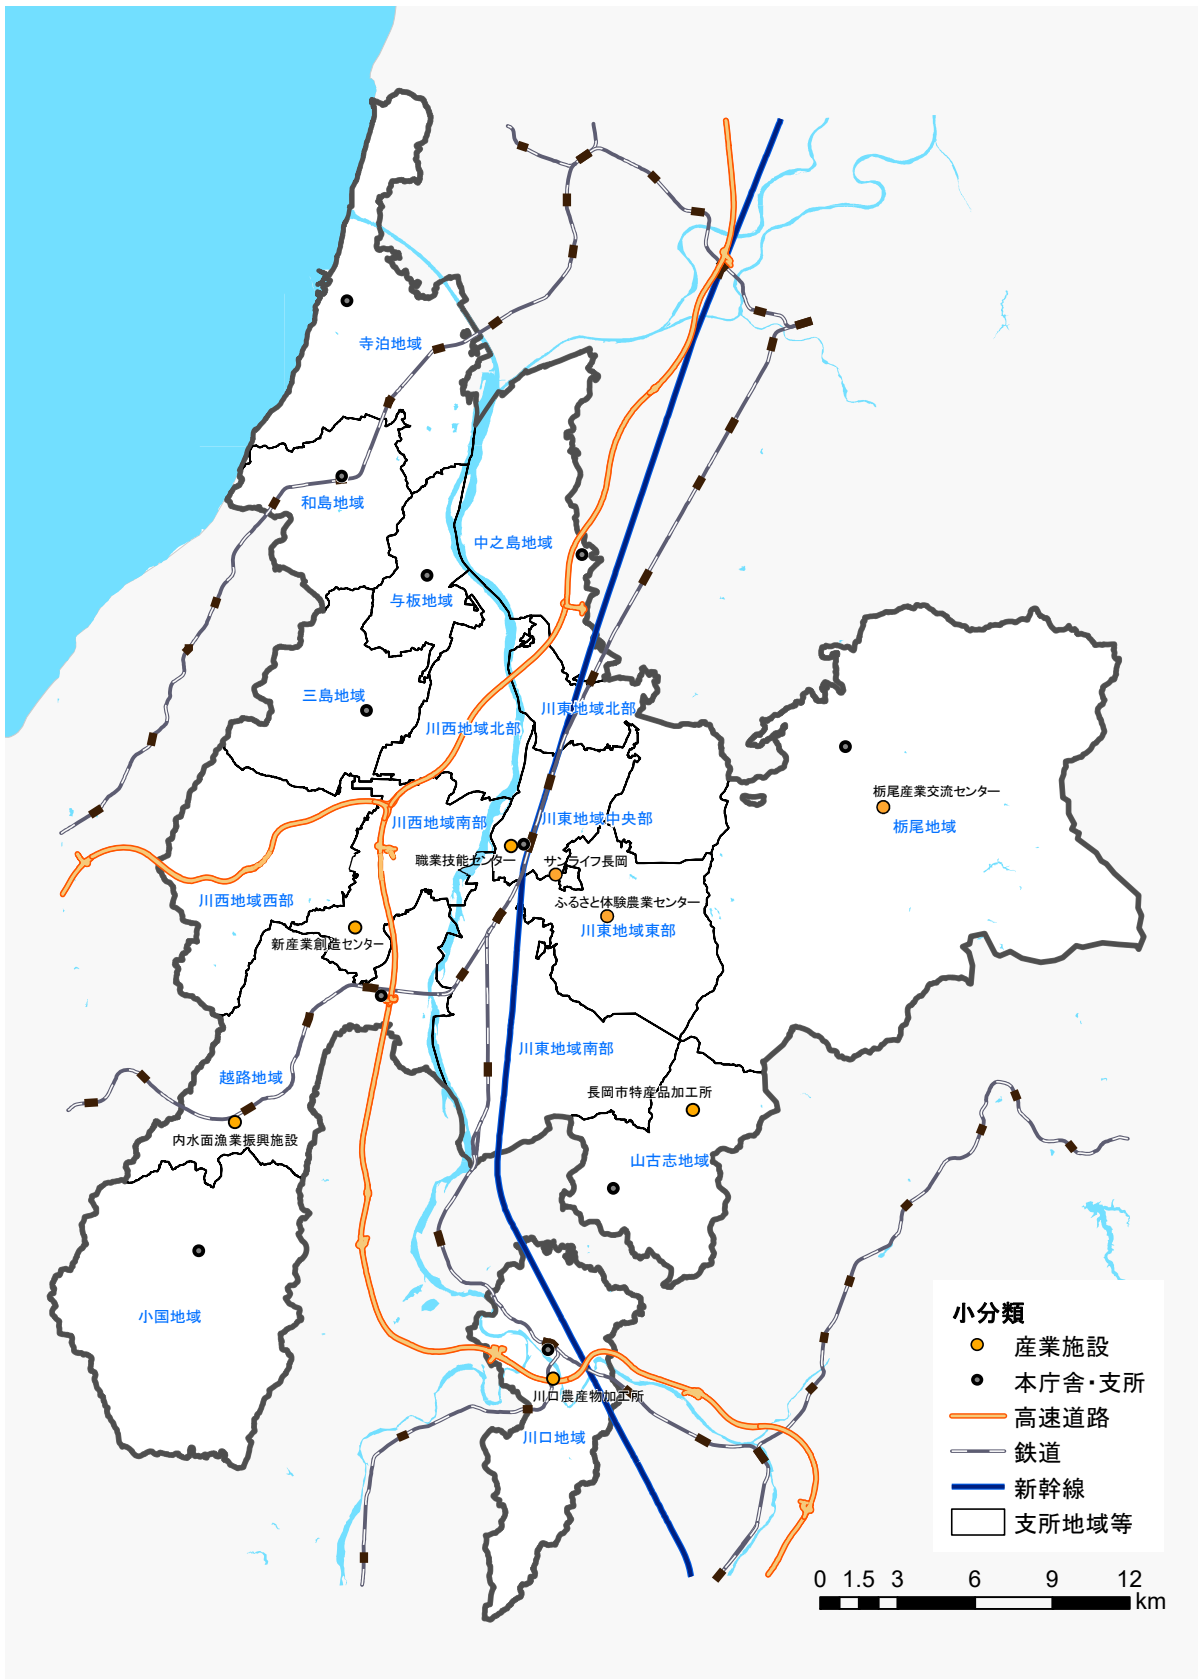 寺泊地域
和島地域
中之島地域
与板地域
三島地域
川西地域北部
川東地域北部
栃尾産業交流センター
栃尾地域
川西地域南部
川東地域中央部
職業技能センター
サンライフ長岡
川西地域西部
ふるさと体験農業センター
川東地域東部
新産業創造センター
川東地域南部
越路地域
長岡市特産品加工所
内水面漁業振興施設
山古志地域
小国地域
川口農産物加工所
川口地域
小分類
産業施設
本庁舎・支所
高速道路
鉄道
新幹線
支所地域等
0 1.5 3 6 9 12
km